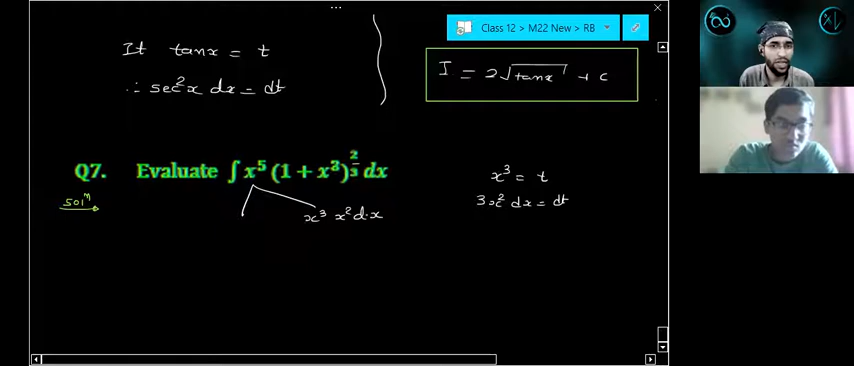 It tanx = t
∴ sec²x dx = dt
Class 12 > M22 New > RB
I = 2√tanx + c
Q7. Evaluate ∫ x⁵ (1 + x³)^(2/3) dx
sol^n
x³ x² dx
x³ = t
3x² dx = dt